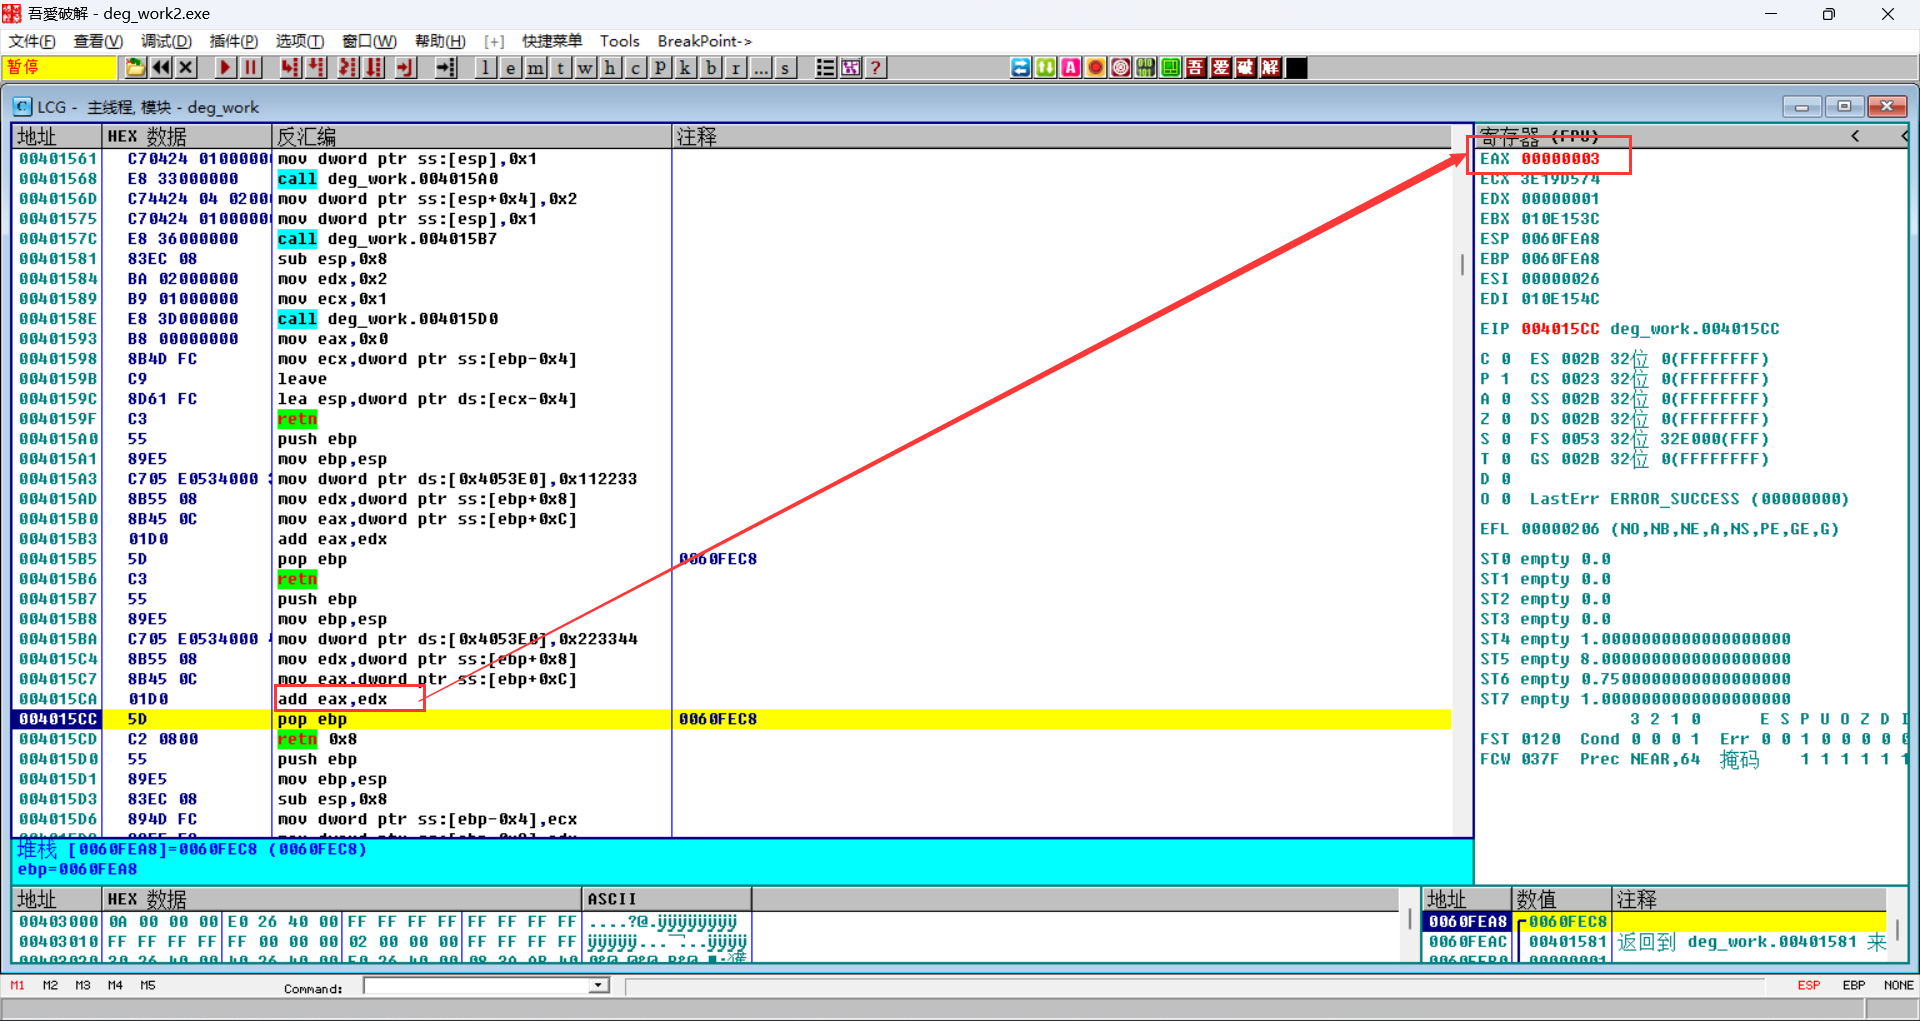 吾愛破解 - deg_work2.exe
文件(F) 查看(V) 调试(D) 插件(P) 选项(T) 窗口(W) 帮助(H) [+] 快捷菜单 Tools BreakPoint->
暂停 l e m t w h c p k b r ... s ? A 吾 爱 破 解
LCG - 主线程, 模块 - deg_work
地址 HEX 数据 反汇编 注释
00401561 C70424 0100000 mov dword ptr ss:[esp],0x1
00401568 E8 33000000 call deg_work.004015A0
0040156D C74424 04 0200 mov dword ptr ss:[esp+0x4],0x2
00401575 C70424 0100000 mov dword ptr ss:[esp],0x1
0040157C E8 36000000 call deg_work.004015B7
00401581 83EC 08 sub esp,0x8
00401584 BA 02000000 mov edx,0x2
00401589 B9 01000000 mov ecx,0x1
0040158E E8 3D000000 call deg_work.004015D0
00401593 B8 00000000 mov eax,0x0
00401598 8B4D FC mov ecx,dword ptr ss:[ebp-0x4]
0040159B C9 leave
0040159C 8D61 FC lea esp,dword ptr ds:[ecx-0x4]
0040159F C3 retn
004015A0 55 push ebp
004015A1 89E5 mov ebp,esp
004015A3 C705 E0534000 mov dword ptr ds:[0x4053E0],0x112233
004015AD 8B55 08 mov edx,dword ptr ss:[ebp+0x8]
004015B0 8B45 0C mov eax,dword ptr ss:[ebp+0xC]
004015B3 01D0 add eax,edx
004015B5 5D pop ebp 0060FEC8
004015B6 C3 retn
004015B7 55 push ebp
004015B8 89E5 mov ebp,esp
004015BA C705 E0534000 mov dword ptr ds:[0x4053E0],0x223344
004015C4 8B55 08 mov edx,dword ptr ss:[ebp+0x8]
004015C7 8B45 0C mov eax,dword ptr ss:[ebp+0xC]
004015CA 01D0 add eax,edx
004015CC 5D pop ebp 0060FEC8
004015CD C2 0800 retn 0x8
004015D0 55 push ebp
004015D1 89E5 mov ebp,esp
004015D3 83EC 08 sub esp,0x8
004015D6 894D FC mov dword ptr ss:[ebp-0x4],ecx
寄存器 (FPU) < <
EAX 00000003
ECX 3E19D574
EDX 00000001
EBX 010E153C
ESP 0060FEA8
EBP 0060FEA8
ESI 00000026
EDI 010E154C
EIP 004015CC deg_work.004015CC
C 0 ES 002B 32位 0(FFFFFFFF)
P 1 CS 0023 32位 0(FFFFFFFF)
A 0 SS 002B 32位 0(FFFFFFFF)
Z 0 DS 002B 32位 0(FFFFFFFF)
S 0 FS 0053 32位 32E000(FFF)
T 0 GS 002B 32位 0(FFFFFFFF)
D 0
O 0 LastErr ERROR_SUCCESS (00000000)
EFL 00000206 (NO,NB,NE,A,NS,PE,GE,G)
ST0 empty 0.0
ST1 empty 0.0
ST2 empty 0.0
ST3 empty 0.0
ST4 empty 1.0000000000000000000
ST5 empty 8.0000000000000000000
ST6 empty 0.7500000000000000000
ST7 empty 1.0000000000000000000
3 2 1 0 E S P U O Z D I
FST 0120 Cond 0 0 0 1 Err 0 0 1 0 0 0 0 0
FCW 037F Prec NEAR,64 掩码 1 1 1 1 1 1
堆栈 [0060FEA8]=0060FEC8 (0060FEC8)
ebp=0060FEA8
地址 HEX 数据 ASCII
00403000 0A 00 00 00 E0 26 40 00 FF FF FF FF FF FF FF FF ....?@.ÿÿÿÿÿÿÿÿ
00403010 FF FF FF FF FF 00 00 00 02 00 00 00 FF FF FF FF ÿÿÿÿÿ...¬...ÿÿÿÿ
地址 数值 注释
0060FEA8 0060FEC8
0060FEAC 00401581 返回到 deg_work.00401581 来
0060FEB0 00000001
M1 M2 M3 M4 M5 Command: ESP EBP NONE